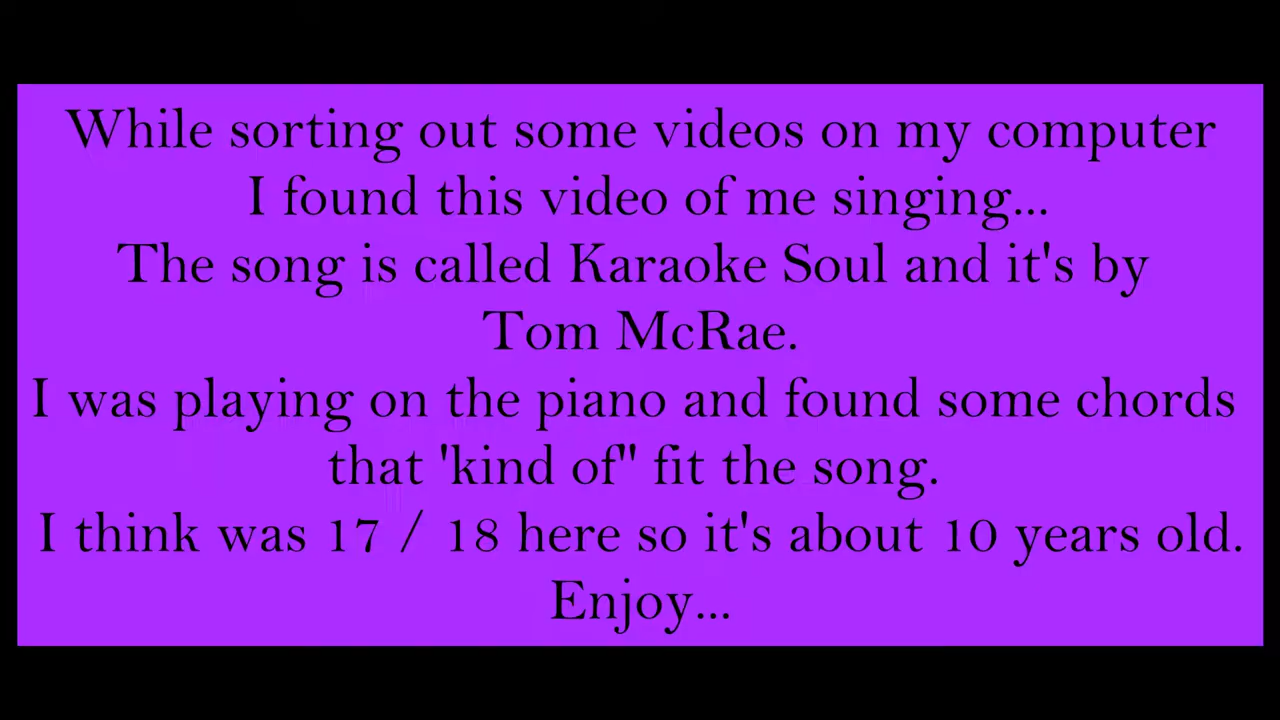 While sorting out some videos on my computer
I found this video of me singing...
The song is called Karaoke Soul and it's by
Tom McRae.
I was playing on the piano and found some chords
that 'kind of" fit the song.
I think was 17 / 18 here so it's about 10 years old.
Enjoy...